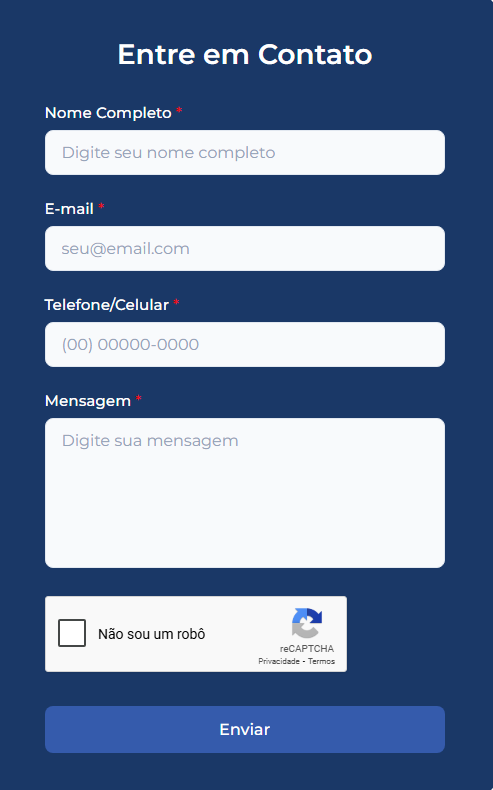 Entre em Contato
Nome Completo *
Digite seu nome completo
E-mail *
seu@email.com
Telefone/Celular *
(00) 00000-0000
Mensagem *
Digite sua mensagem
Não sou um robô
reCAPTCHA
Privacidade - Termos
Enviar